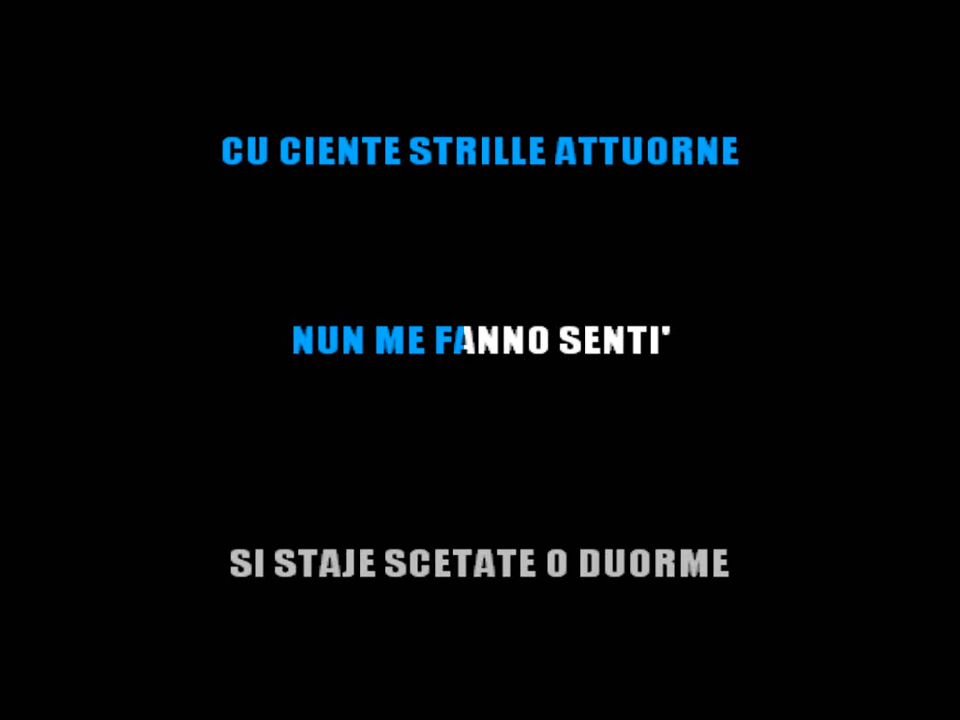 CU CIENTE STRILLE ATTUORNE
NUN ME FANNO SENTI'
SI STAJE SCETATE O DUORME